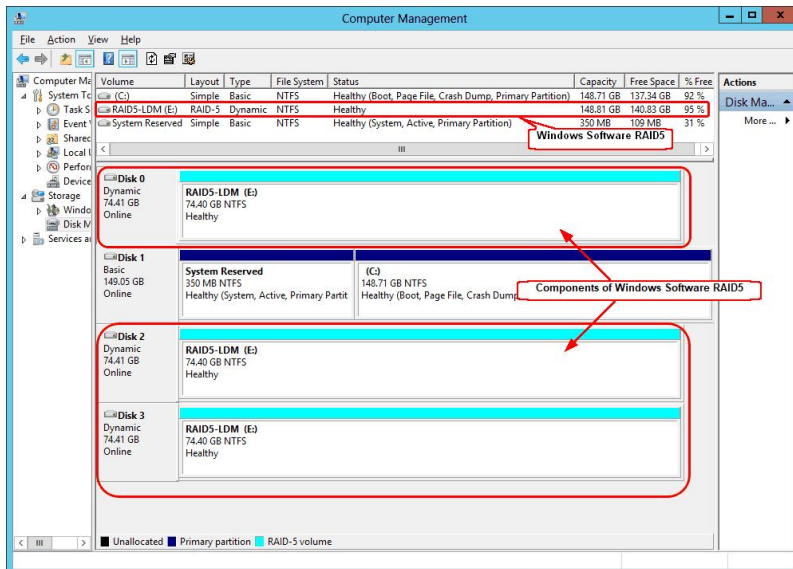 Computer Management
File Action View Help
Computer Ma
System To
Task S
Event
Shared
Local
Perfor
Device
Storage
Windo
Disk M
Services a
Volume Layout Type File System Status Capacity Free Space % Free
(C:) Simple Basic NTFS Healthy (Boot, Page File, Crash Dump, Primary Partition) 148.71 GB 137.34 GB 92 %
RAID5-LDM (E:) RAID-5 Dynamic NTFS Healthy 148.81 GB 140.83 GB 95 %
System Reserved Simple Basic NTFS Healthy (System, Active, Primary Partition) 350 MB 109 MB 31 %
Windows Software RAID5
Actions
Disk Ma...
More ...
Disk 0
Dynamic
74.41 GB
Online
RAID5-LDM (E:)
74.40 GB NTFS
Healthy
Disk 1
Basic
149.05 GB
Online
System Reserved
350 MB NTFS
Healthy (System, Active, Primary Partit
(C:)
148.71 GB NTFS
Healthy (Boot, Page File, Crash Dump
Components of Windows Software RAID5
Disk 2
Dynamic
74.41 GB
Online
RAID5-LDM (E:)
74.40 GB NTFS
Healthy
Disk 3
Dynamic
74.41 GB
Online
RAID5-LDM (E:)
74.40 GB NTFS
Healthy
Unallocated Primary partition RAID-5 volume